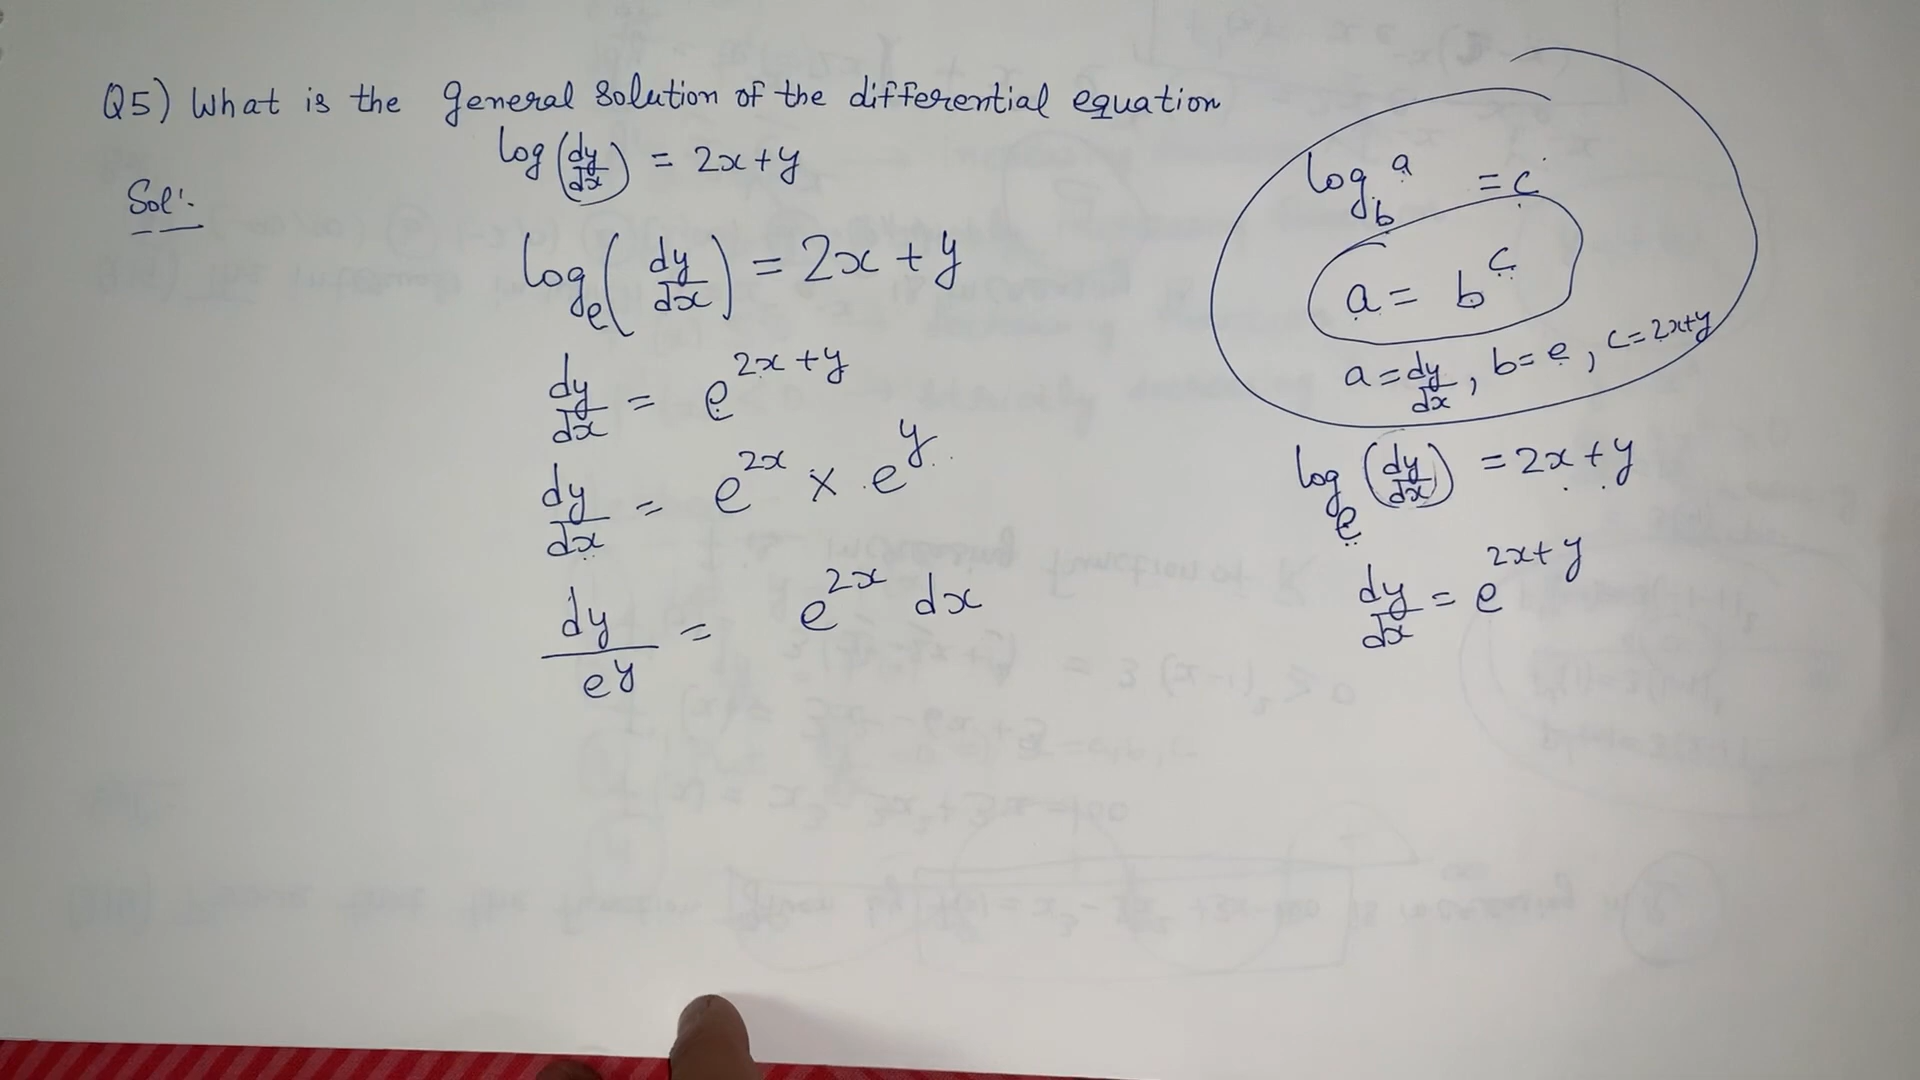 Q5) What is the general solution of the differential equation
log(dy/dx) = 2x+y
Sol:-
log_e(dy/dx) = 2x+y
dy/dx = e^(2x+y)
dy/dx = e^(2x) × e^y
dy/e^y = e^(2x) dx
log_b a = c
a = b^c
a = dy/dx, b = e, c = 2x+y
log_e(dy/dx) = 2x+y
dy/dx = e^(2x+y)